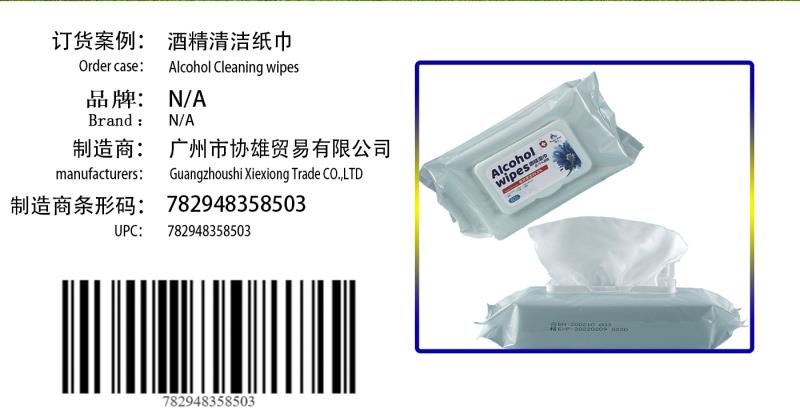 订货案例： 酒精清洁纸巾
Order case： Alcohol Cleaning wipes
品牌： N/A
Brand ： N/A
制造商： 广州市协雄贸易有限公司
manufacturers： Guangzhoushi Xiexiong Trade CO.,LTD
制造商条形码： 782948358503
UPC： 782948358503
782948358503
Alcohol
wipes